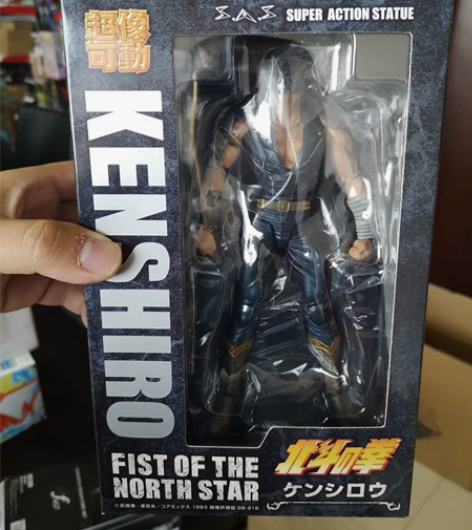 超像
可動
SAS SUPER ACTION STATUE
KENSHIRO
FIST OF THE
NORTH STAR
北斗の拳
ケンシロウ